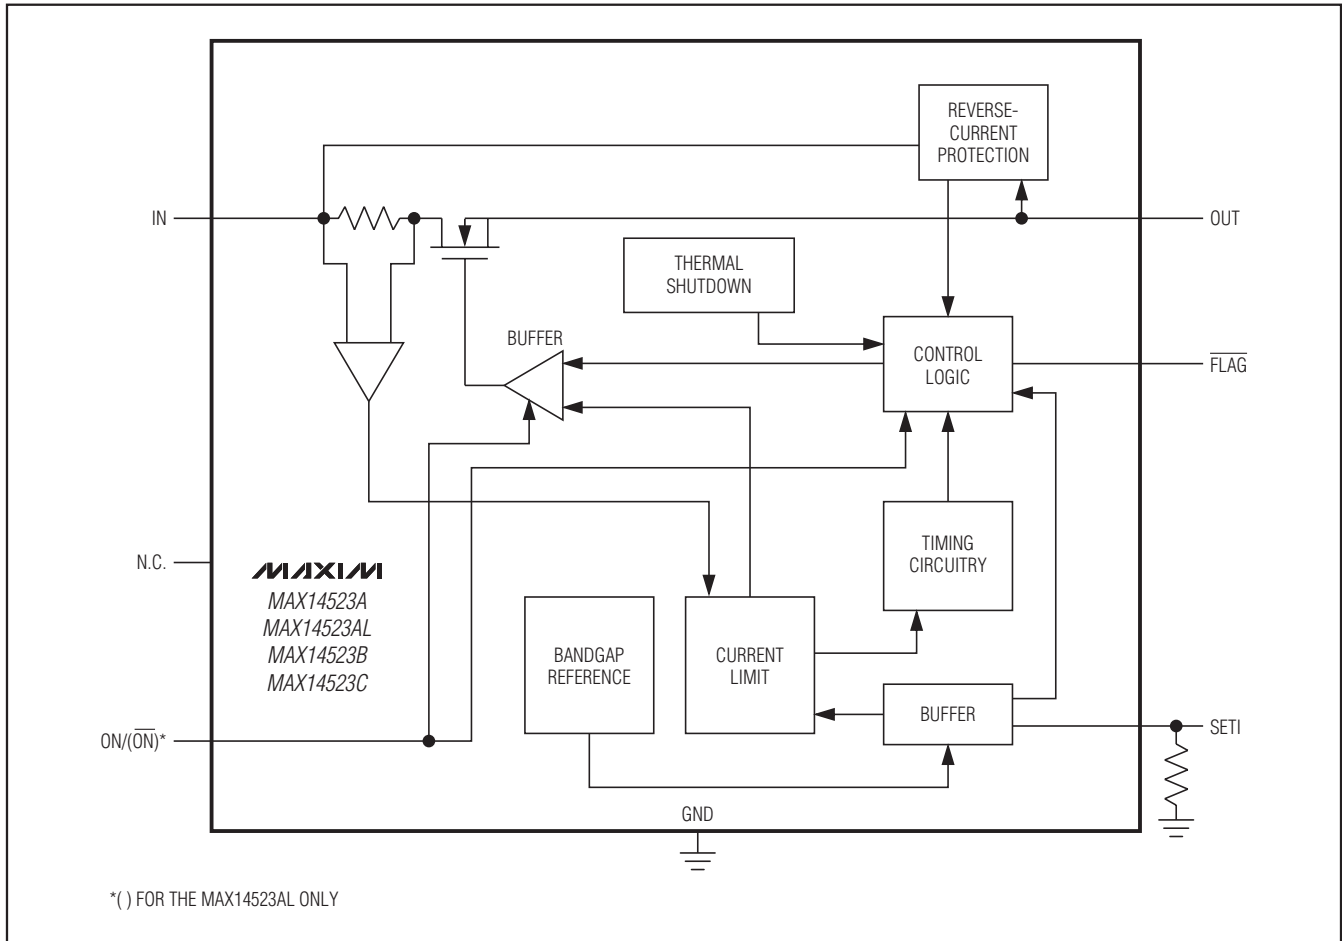 REVERSE-
CURRENT
PROTECTION
IN
OUT
THERMAL
SHUTDOWN
BUFFER
CONTROL
LOGIC
FLAG
TIMING
CIRCUITRY
N.C.
MAXIM
MAX14523A
MAX14523AL
MAX14523B
MAX14523C
BANDGAP
REFERENCE
CURRENT
LIMIT
BUFFER
ON/(ON)*
SETI
GND
*( ) FOR THE MAX14523AL ONLY